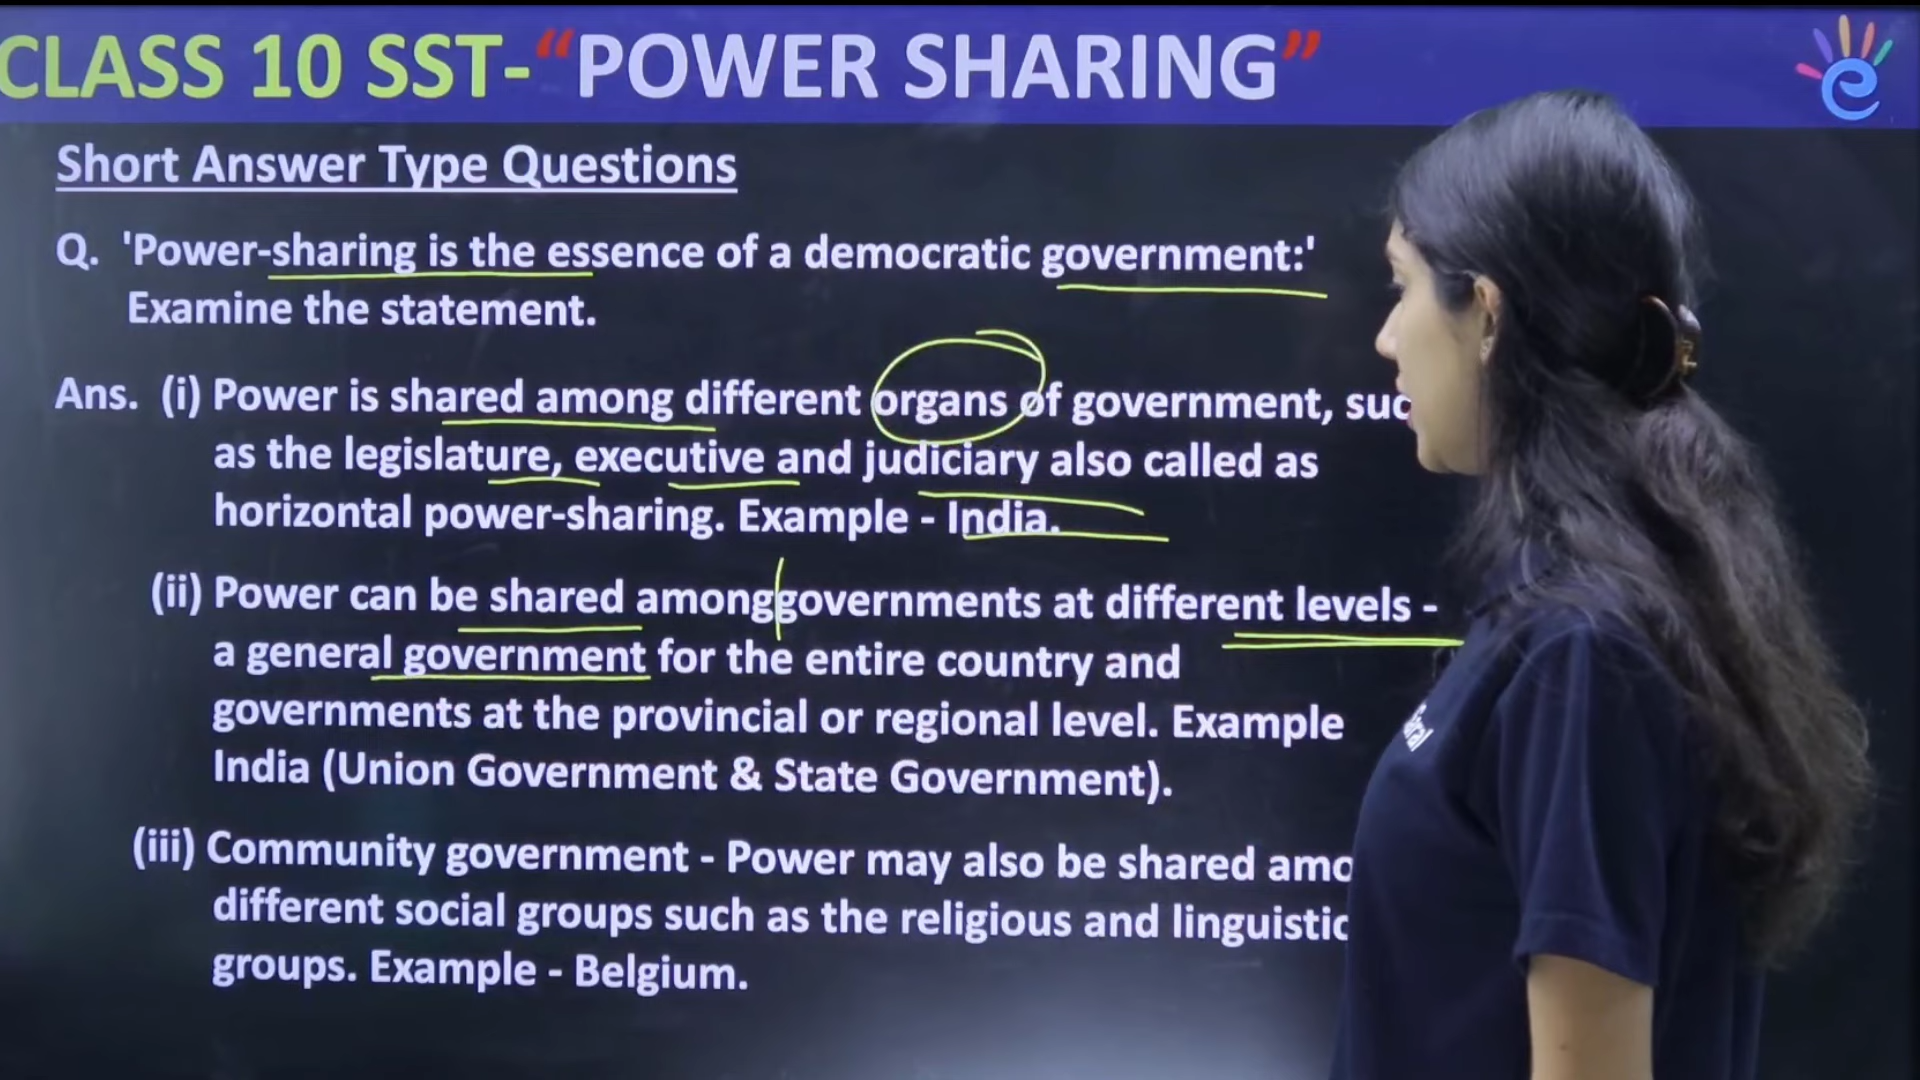 CLASS 10 SST-“POWER SHARING”
Short Answer Type Questions
Q. 'Power-sharing is the essence of a democratic government:'
Examine the statement.
Ans. (i) Power is shared among different organs of government,
as the legislature, executive and judiciary also called as
horizontal power-sharing. Example - India.
(ii) Power can be shared among governments at different levels -
a general government for the entire country and
governments at the provincial or regional level. Example
India (Union Government & State Government).
(iii) Community government - Power may also be shared
different social groups such as the religious and linguistic
groups. Example - Belgium.